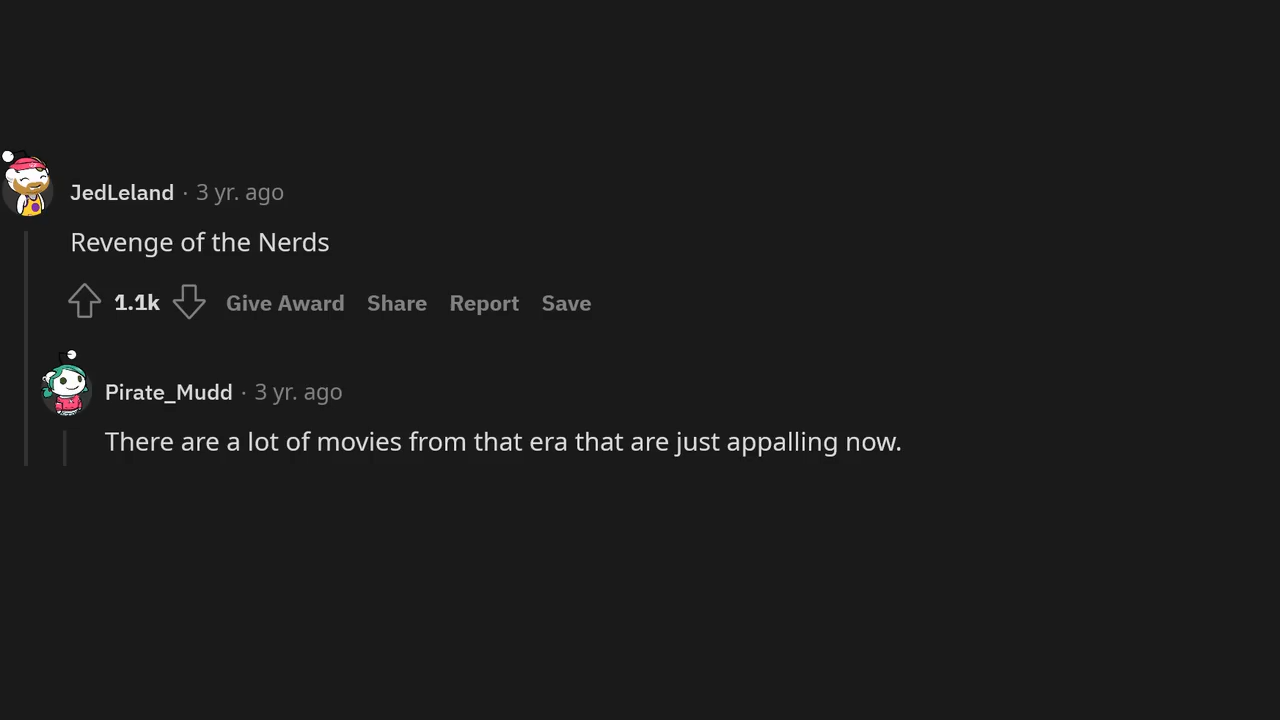 JedLeland · 3 yr. ago
Revenge of the Nerds
1.1k Give Award Share Report Save
Pirate_Mudd · 3 yr. ago
There are a lot of movies from that era that are just appalling now.